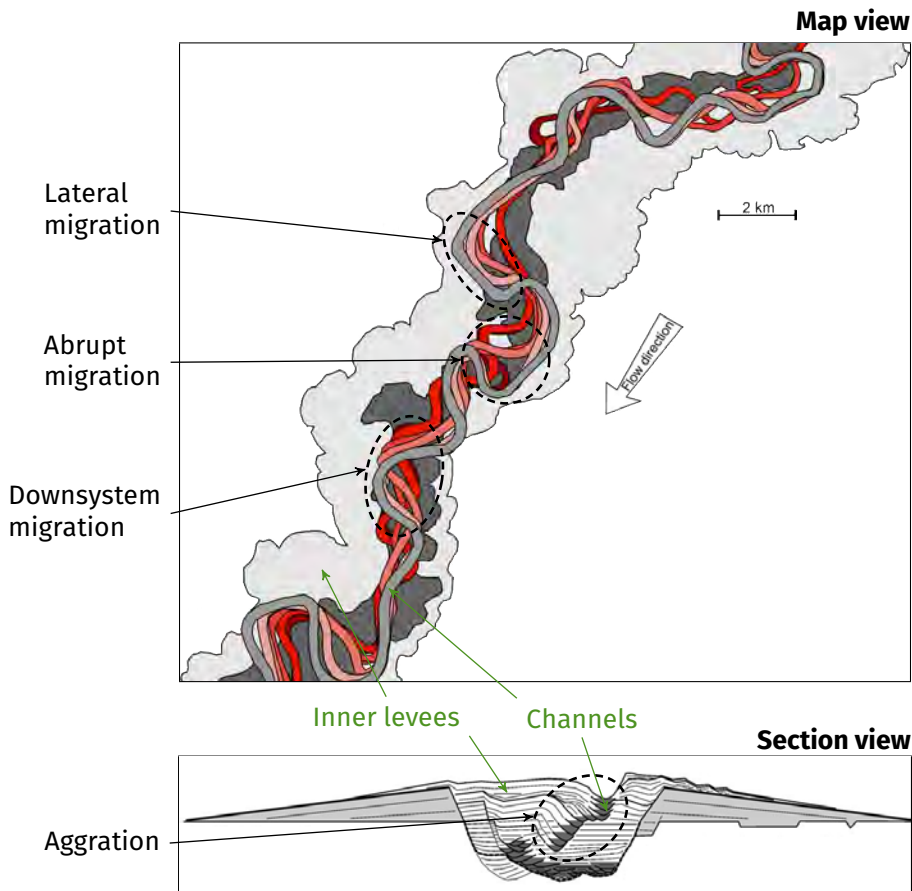 Map view
Lateral
migration
2 km
Abrupt
migration
Flow direction
Downsystem
migration
Inner levees
Channels
Section view
Aggration